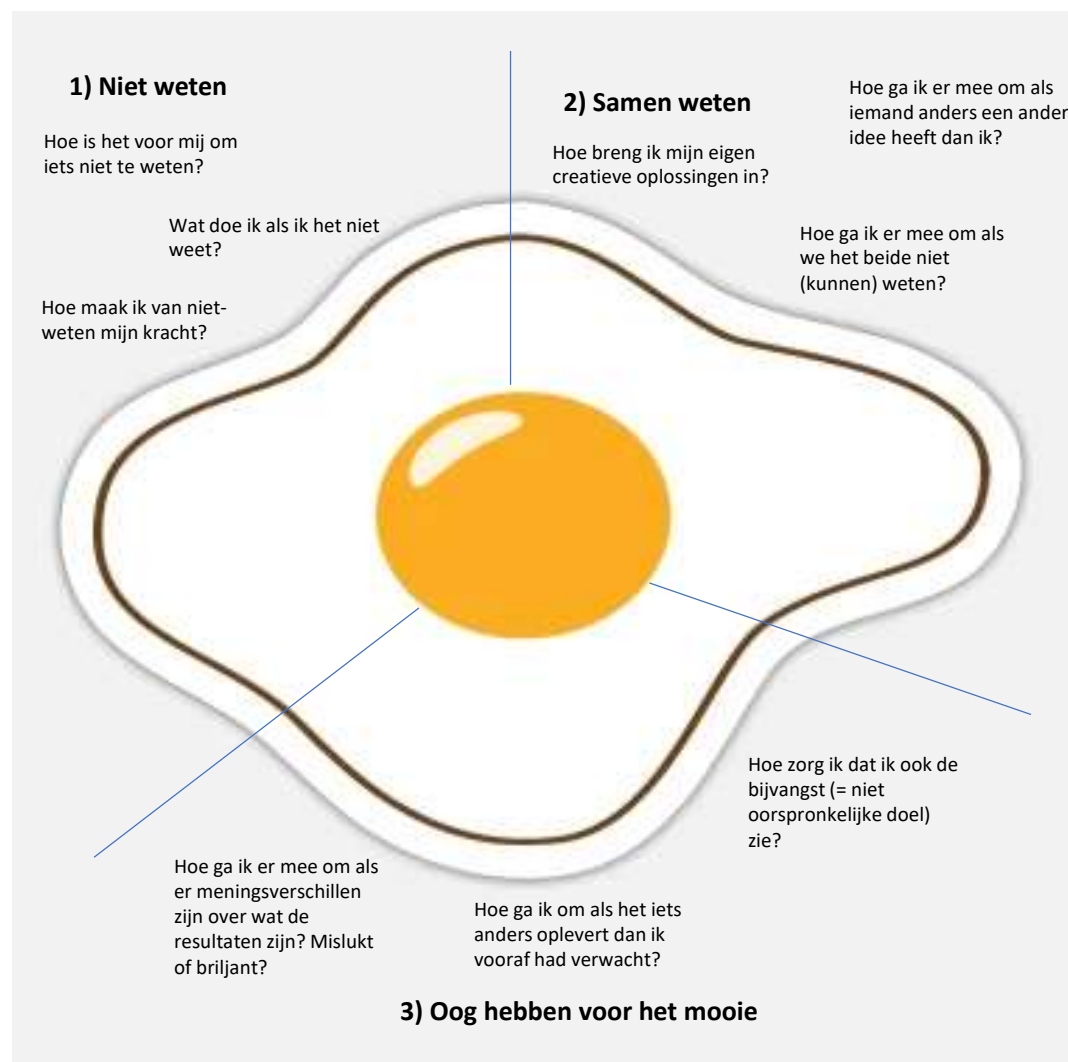 1) Niet weten
Hoe is het voor mij om
iets niet te weten?
Wat doe ik als ik het niet
weet?
Hoe maak ik van niet-
weten mijn kracht?
2) Samen weten
Hoe breng ik mijn eigen
creatieve oplossingen in?
Hoe ga ik er mee om als
iemand anders een ander
idee heeft dan ik?
Hoe ga ik er mee om als
we het beide niet
(kunnen) weten?
Hoe zorg ik dat ik ook de
bijvangst (= niet
oorspronkelijke doel)
zie?
Hoe ga ik er mee om als
er meningsverschillen
zijn over wat de
resultaten zijn? Mislukt
of briljant?
Hoe ga ik om als het iets
anders oplevert dan ik
vooraf had verwacht?
3) Oog hebben voor het mooie